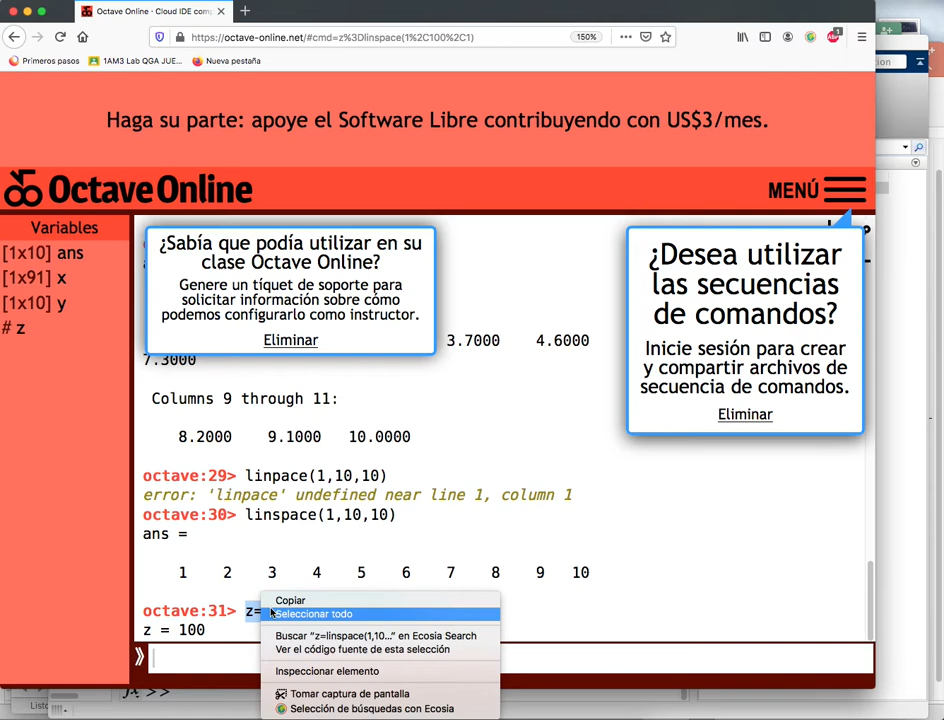 Octave Online · Cloud IDE com
https://octave-online.net/#cmd=z%3Dlinspace(1%2C100%2C1)
150%
Primeros pasos
1AM3 Lab QGA JUE...
Nueva pestaña
Haga su parte: apoye el Software Libre contribuyendo con US$3/mes.
Octave Online
MENÚ
Variables
[1x10] ans
[1x91] x
[1x10] y
# z
¿Sabía que podía utilizar en su
clase Octave Online?
Genere un tíquet de soporte para
solicitar información sobre cómo
podemos configurarlo como instructor.
Eliminar
¿Desea utilizar
las secuencias
de comandos?
Inicie sesión para crear
y compartir archivos de
secuencia de comandos.
Eliminar
3.7000 4.6000
7.3000
Columns 9 through 11:
8.2000 9.1000 10.0000
octave:29> linpace(1,10,10)
error: 'linpace' undefined near line 1, column 1
octave:30> linspace(1,10,10)
ans =
1 2 3 4 5 6 7 8 9 10
octave:31> z=
z = 100
Copiar
Seleccionar todo
Buscar "z=linspace(1,10..." en Ecosia Search
Ver el código fuente de esta selección
Inspeccionar elemento
Tomar captura de pantalla
Selección de búsquedas con Ecosia
fx >>